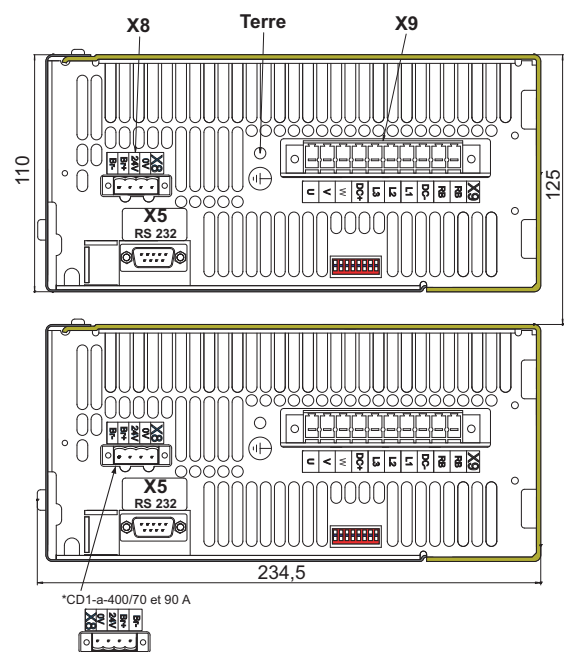 X8
Terre
X9
110
125
Br-
Br+
24V
0V
X8
X5
RS 232
U
V
W
DC+
L3
L2
L1
DC-
RB
RB
X9
Br-
Br+
24V
0V
X8
X5
RS 232
U
V
W
DC+
L3
L2
L1
DC-
RB
RB
X9
234,5
*CD1-a-400/70 et 90 A
X8
0V
24V
Br+
Br-